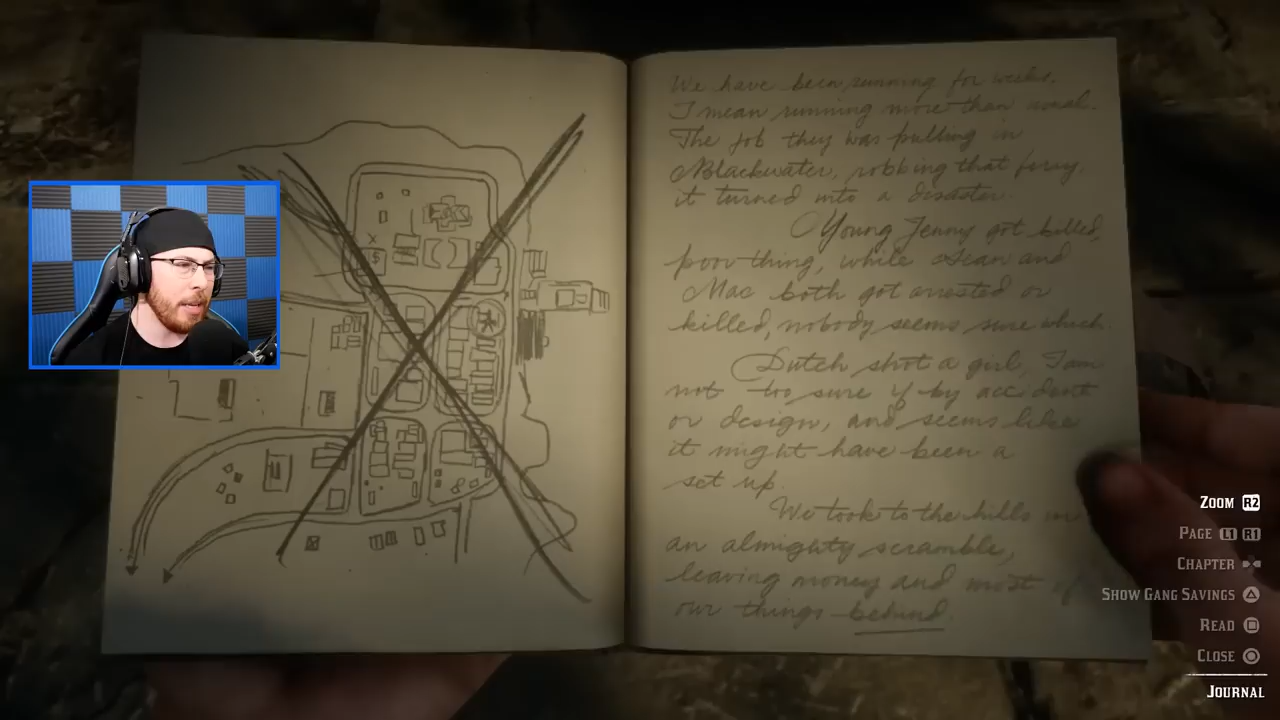 We have been running for weeks.
I mean running more than usual.
The job they was pulling in
Blackwater, robbing that ferry,
it turned into a disaster.
Young Jenny got killed,
poor thing, while Sean and
Mac both got arrested or
killed, nobody seems sure which.
Dutch shot a girl, I am
not too sure if by accident
or design, and seems like
it might have been a
set up.
We took to the hills in
an almighty scramble,
leaving money and most of
our things behind.
$
ZOOM R2
PAGE L1 R1
CHAPTER
SHOW GANG SAVINGS
READ
CLOSE
JOURNAL